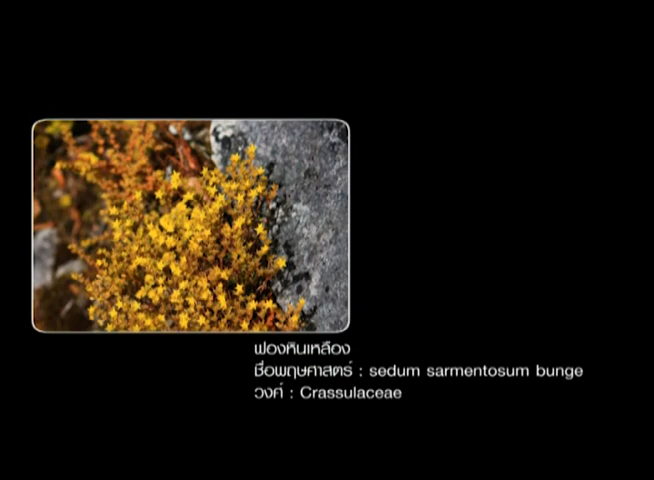 ฟองหินเหลือง
ชื่อพฤษศาสตร์ : sedum sarmentosum bunge
วงศ์ : Crassulaceae